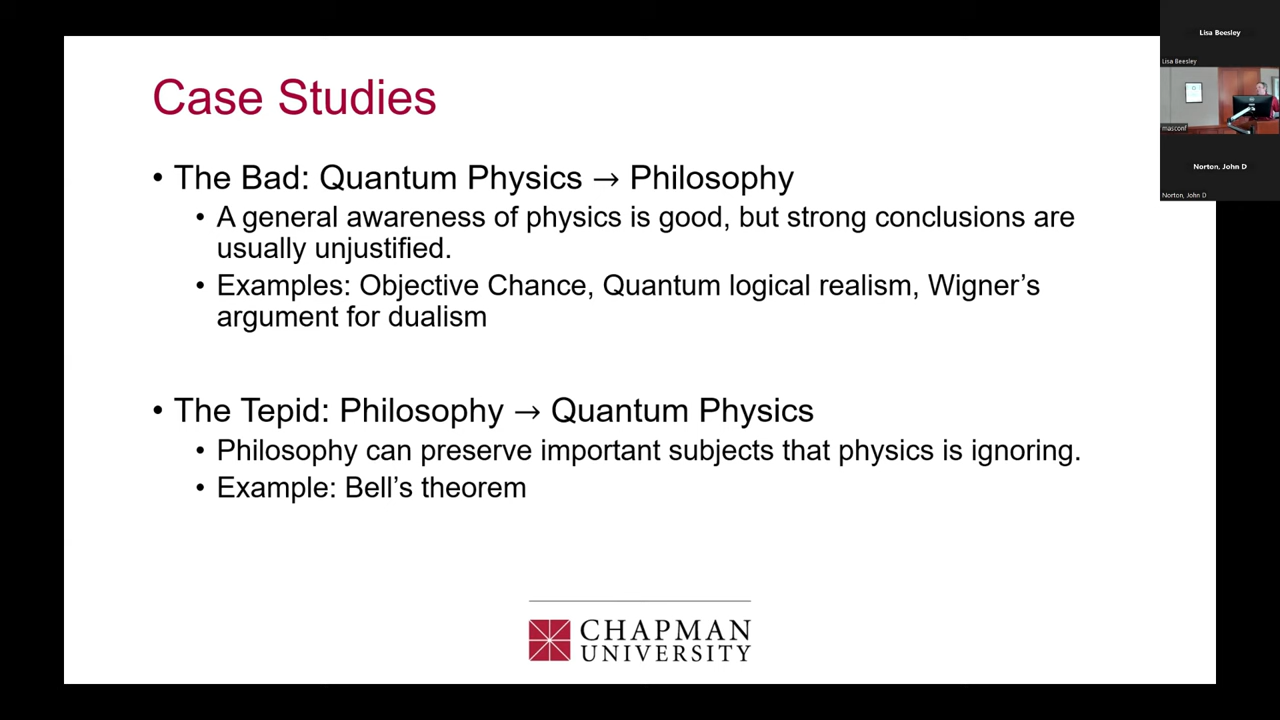 Case Studies
• The Bad: Quantum Physics → Philosophy
• A general awareness of physics is good, but strong conclusions are
usually unjustified.
• Examples: Objective Chance, Quantum logical realism, Wigner’s
argument for dualism
• The Tepid: Philosophy → Quantum Physics
• Philosophy can preserve important subjects that physics is ignoring.
• Example: Bell’s theorem
CHAPMAN
UNIVERSITY
Lisa Beesley
Lisa Beesley
masconf
Norton, John D
Norton, John D